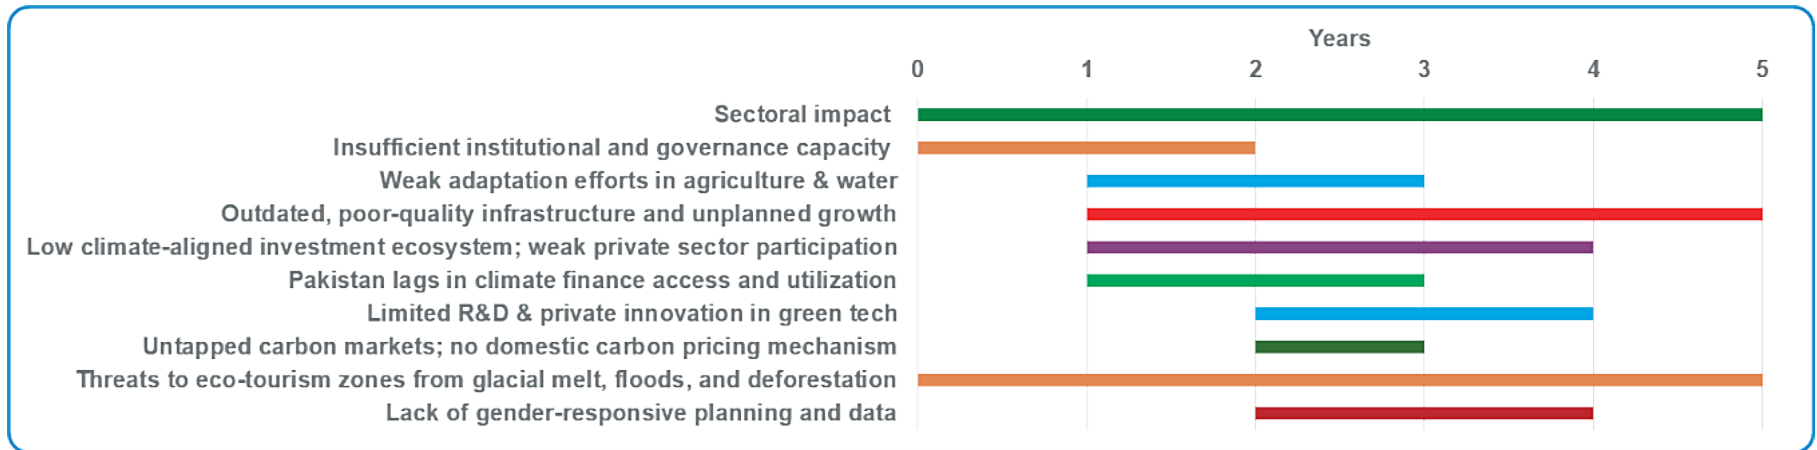 Years
0 1 2 3 4 5
Sectoral impact
Insufficient institutional and governance capacity
Weak adaptation efforts in agriculture & water
Outdated, poor-quality infrastructure and unplanned growth
Low climate-aligned investment ecosystem; weak private sector participation
Pakistan lags in climate finance access and utilization
Limited R&D & private innovation in green tech
Untapped carbon markets; no domestic carbon pricing mechanism
Threats to eco-tourism zones from glacial melt, floods, and deforestation
Lack of gender-responsive planning and data